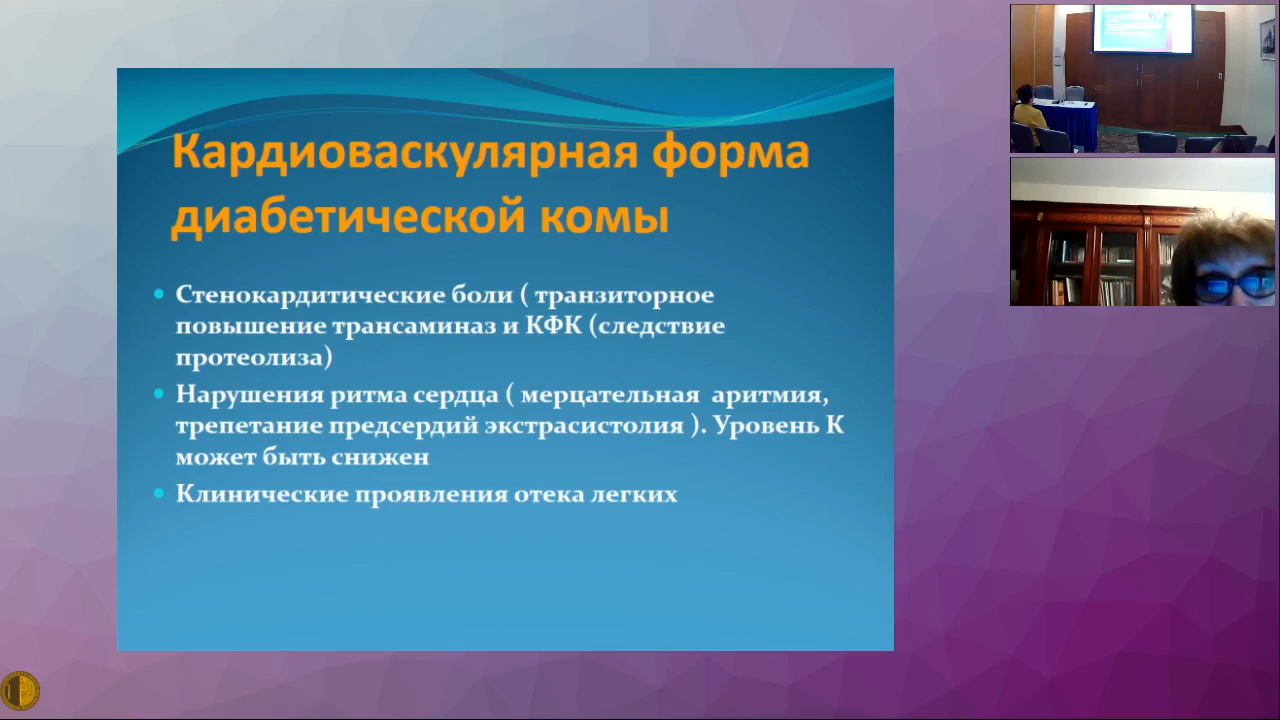 Кардиоваскулярная форма
диабетической комы
Стенокардитические боли ( транзиторное
повышение трансаминаз и КФК (следствие
протеолиза)
Нарушения ритма сердца ( мерцательная аритмия,
трепетание предсердий экстрасистолия ). Уровень К
может быть снижен
Клинические проявления отека легких